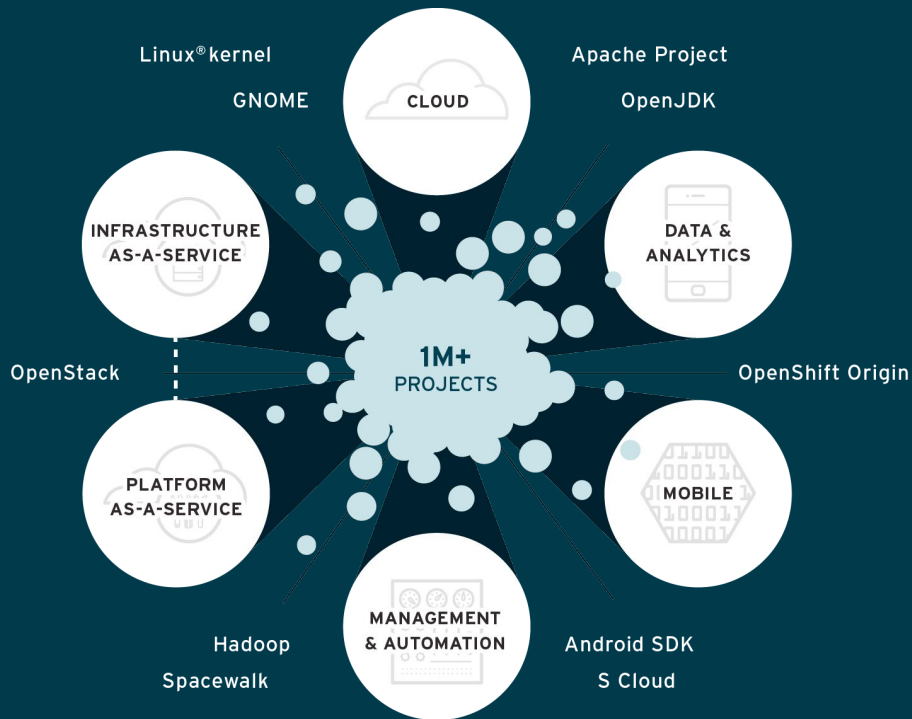 Linux® kernel
GNOME
CLOUD
Apache Project
OpenJDK
INFRASTRUCTURE
AS-A-SERVICE
DATA &
ANALYTICS
OpenStack
1M+
PROJECTS
OpenShift Origin
PLATFORM
AS-A-SERVICE
MOBILE
MANAGEMENT
& AUTOMATION
Hadoop
Spacewalk
Android SDK
S Cloud